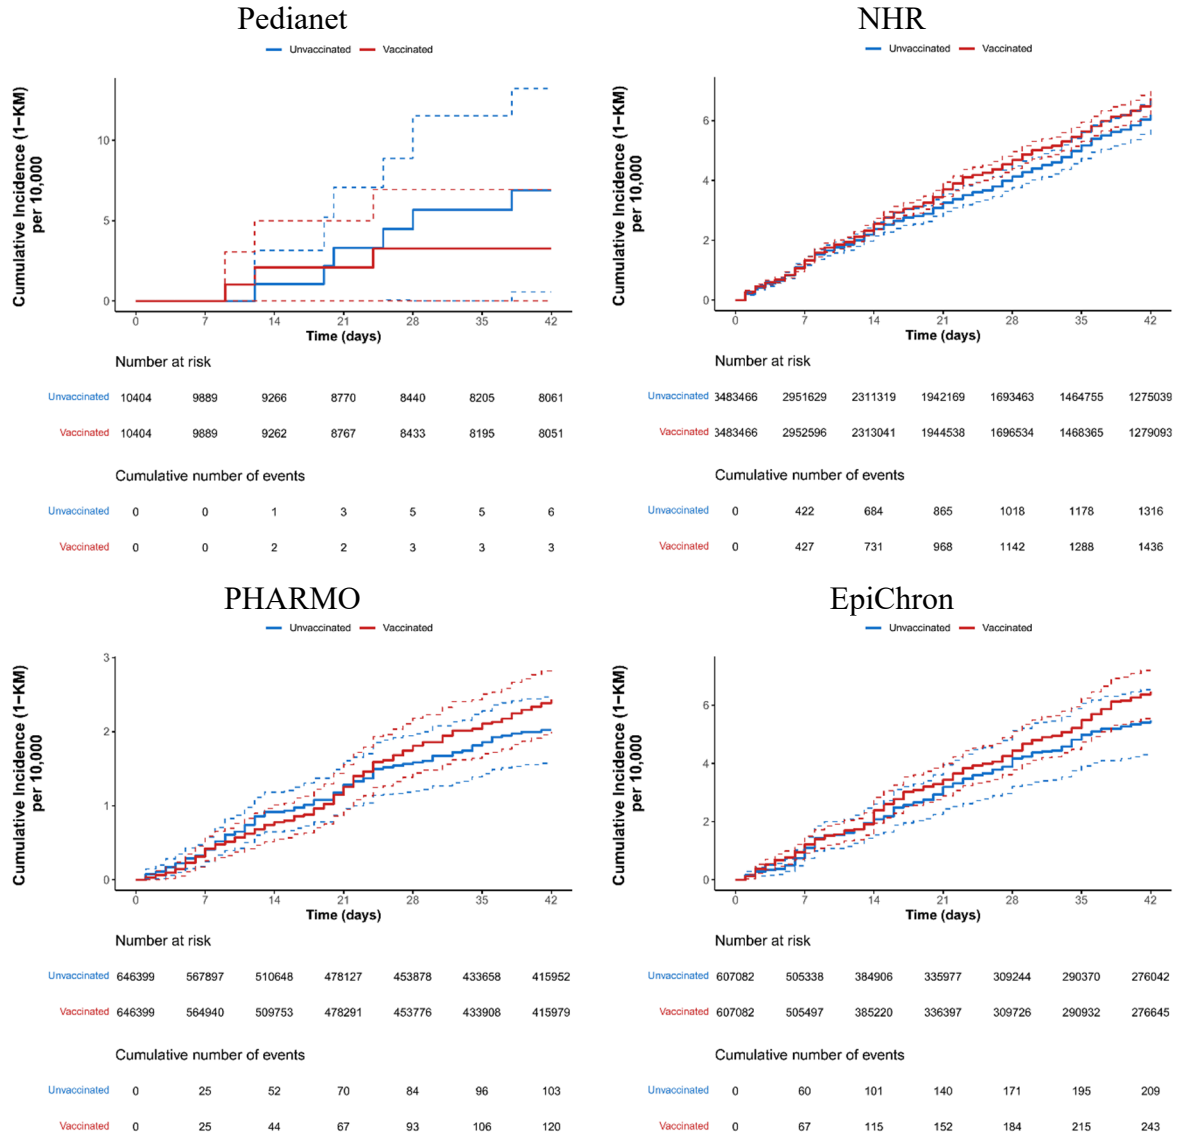 Pedianet
Unvaccinated Vaccinated
Cumulative Incidence (1−KM)
per 10,000
10
5
0
0 7 14 21 28 35 42
Time (days)
Number at risk
Unvaccinated 10404 9889 9266 8770 8440 8205 8061
Vaccinated 10404 9889 9262 8767 8433 8195 8051
Cumulative number of events
Unvaccinated 0 0 1 3 5 5 6
Vaccinated 0 0 2 2 3 3 3
NHR
Unvaccinated Vaccinated
Cumulative Incidence (1−KM)
per 10,000
6
4
2
0
0 7 14 21 28 35 42
Time (days)
Number at risk
Unvaccinated 3483466 2951629 2311319 1942169 1693463 1464755 1275039
Vaccinated 3483466 2952596 2313041 1944538 1696534 1468365 1279093
Cumulative number of events
Unvaccinated 0 422 684 865 1018 1178 1316
Vaccinated 0 427 731 968 1142 1288 1436
PHARMO
Unvaccinated Vaccinated
Cumulative Incidence (1−KM)
per 10,000
3
2
1
0
0 7 14 21 28 35 42
Time (days)
Number at risk
Unvaccinated 646399 567897 510648 478127 453878 433658 415952
Vaccinated 646399 564940 509753 478291 453776 433908 415979
Cumulative number of events
Unvaccinated 0 25 52 70 84 96 103
Vaccinated 0 25 44 67 93 106 120
EpiChron
Unvaccinated Vaccinated
Cumulative Incidence (1−KM)
per 10,000
6
4
2
0
0 7 14 21 28 35 42
Time (days)
Number at risk
Unvaccinated 607082 505338 384906 335977 309244 290370 276042
Vaccinated 607082 505497 385220 336397 309726 290932 276645
Cumulative number of events
Unvaccinated 0 60 101 140 171 195 209
Vaccinated 0 67 115 152 184 215 243